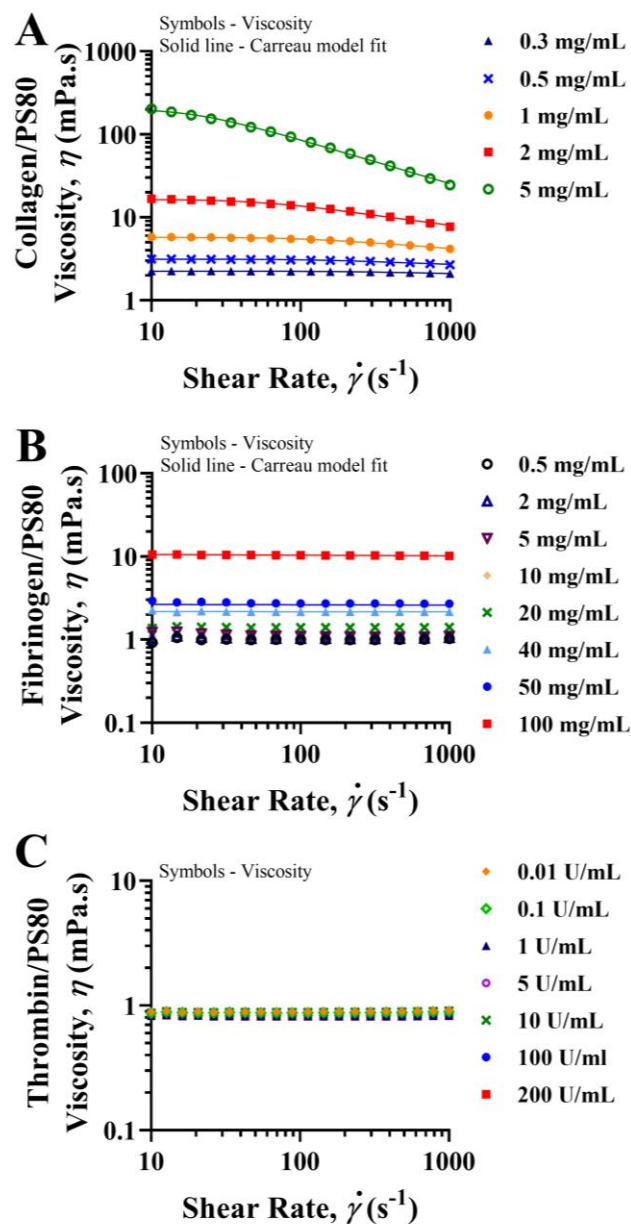 A
Symbols - Viscosity
Solid line - Carreau model fit
Collagen/PS80
Viscosity, η (mPa.s)
1000
100
10
1
10
100
1000
Shear Rate, γ̇ (s⁻¹)
0.3 mg/mL
0.5 mg/mL
1 mg/mL
2 mg/mL
5 mg/mL
B
Symbols - Viscosity
Solid line - Carreau model fit
Fibrinogen/PS80
Viscosity, η (mPa.s)
100
10
1
0.1
10
100
1000
Shear Rate, γ̇ (s⁻¹)
0.5 mg/mL
2 mg/mL
5 mg/mL
10 mg/mL
20 mg/mL
40 mg/mL
50 mg/mL
100 mg/mL
C
Symbols - Viscosity
Thrombin/PS80
Viscosity, η (mPa.s)
10
1
0.1
10
100
1000
Shear Rate, γ̇ (s⁻¹)
0.01 U/mL
0.1 U/mL
1 U/mL
5 U/mL
10 U/mL
100 U/ml
200 U/mL